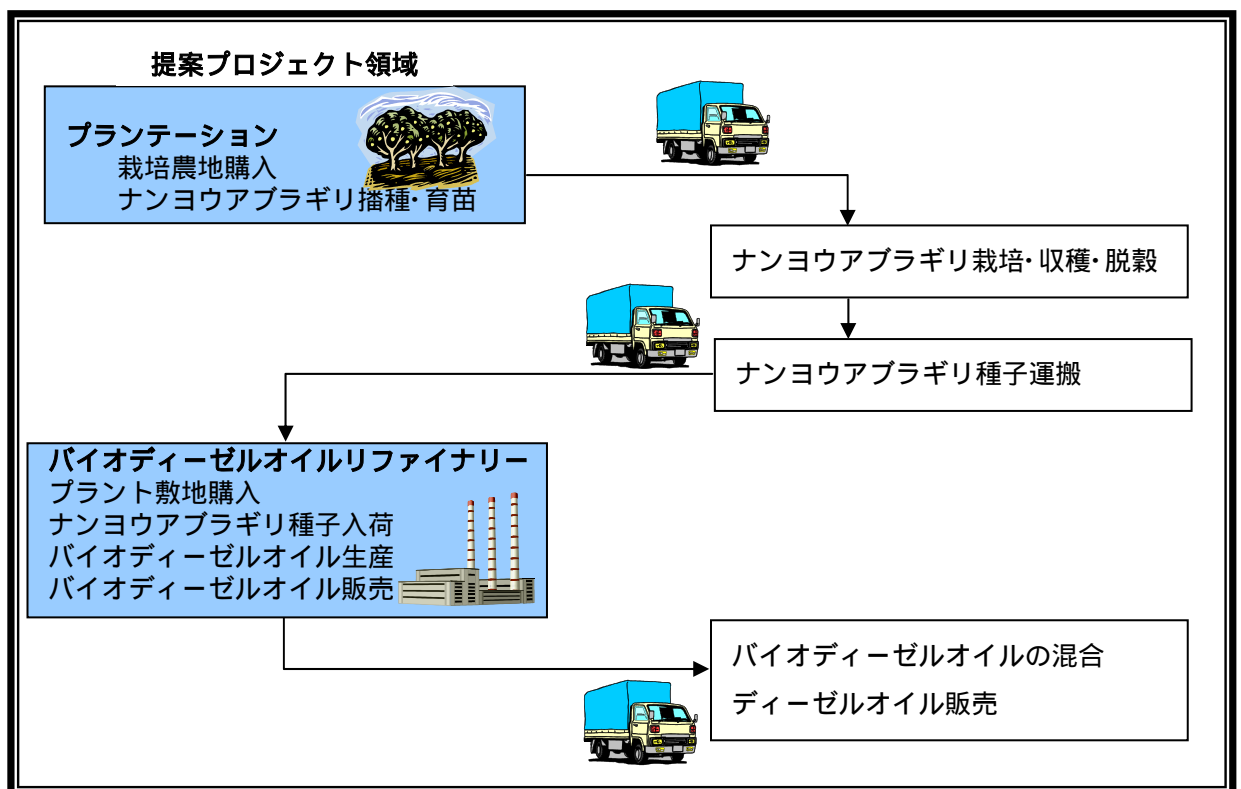 提案プロジェクト領域
プランテーション
栽培農地購入
ナンヨウアブラギリ播種・育苗
ナンヨウアブラギリ栽培・収穫・脱穀
ナンヨウアブラギリ種子運搬
バイオディーゼルオイルリファイナリー
プラント敷地購入
ナンヨウアブラギリ種子入荷
バイオディーゼルオイル生産
バイオディーゼルオイル販売
バイオディーゼルオイルの混合
ディーゼルオイル販売